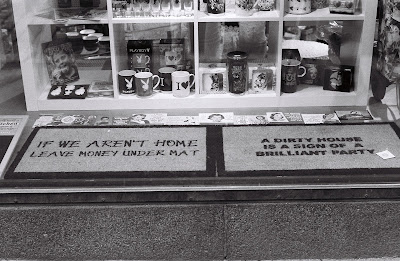 PLAYBOY
I
IF WE AREN'T HOME
LEAVE MONEY UNDER MAT
A DIRTY HOUSE
IS A SIGN OF A
BRILLIANT PARTY